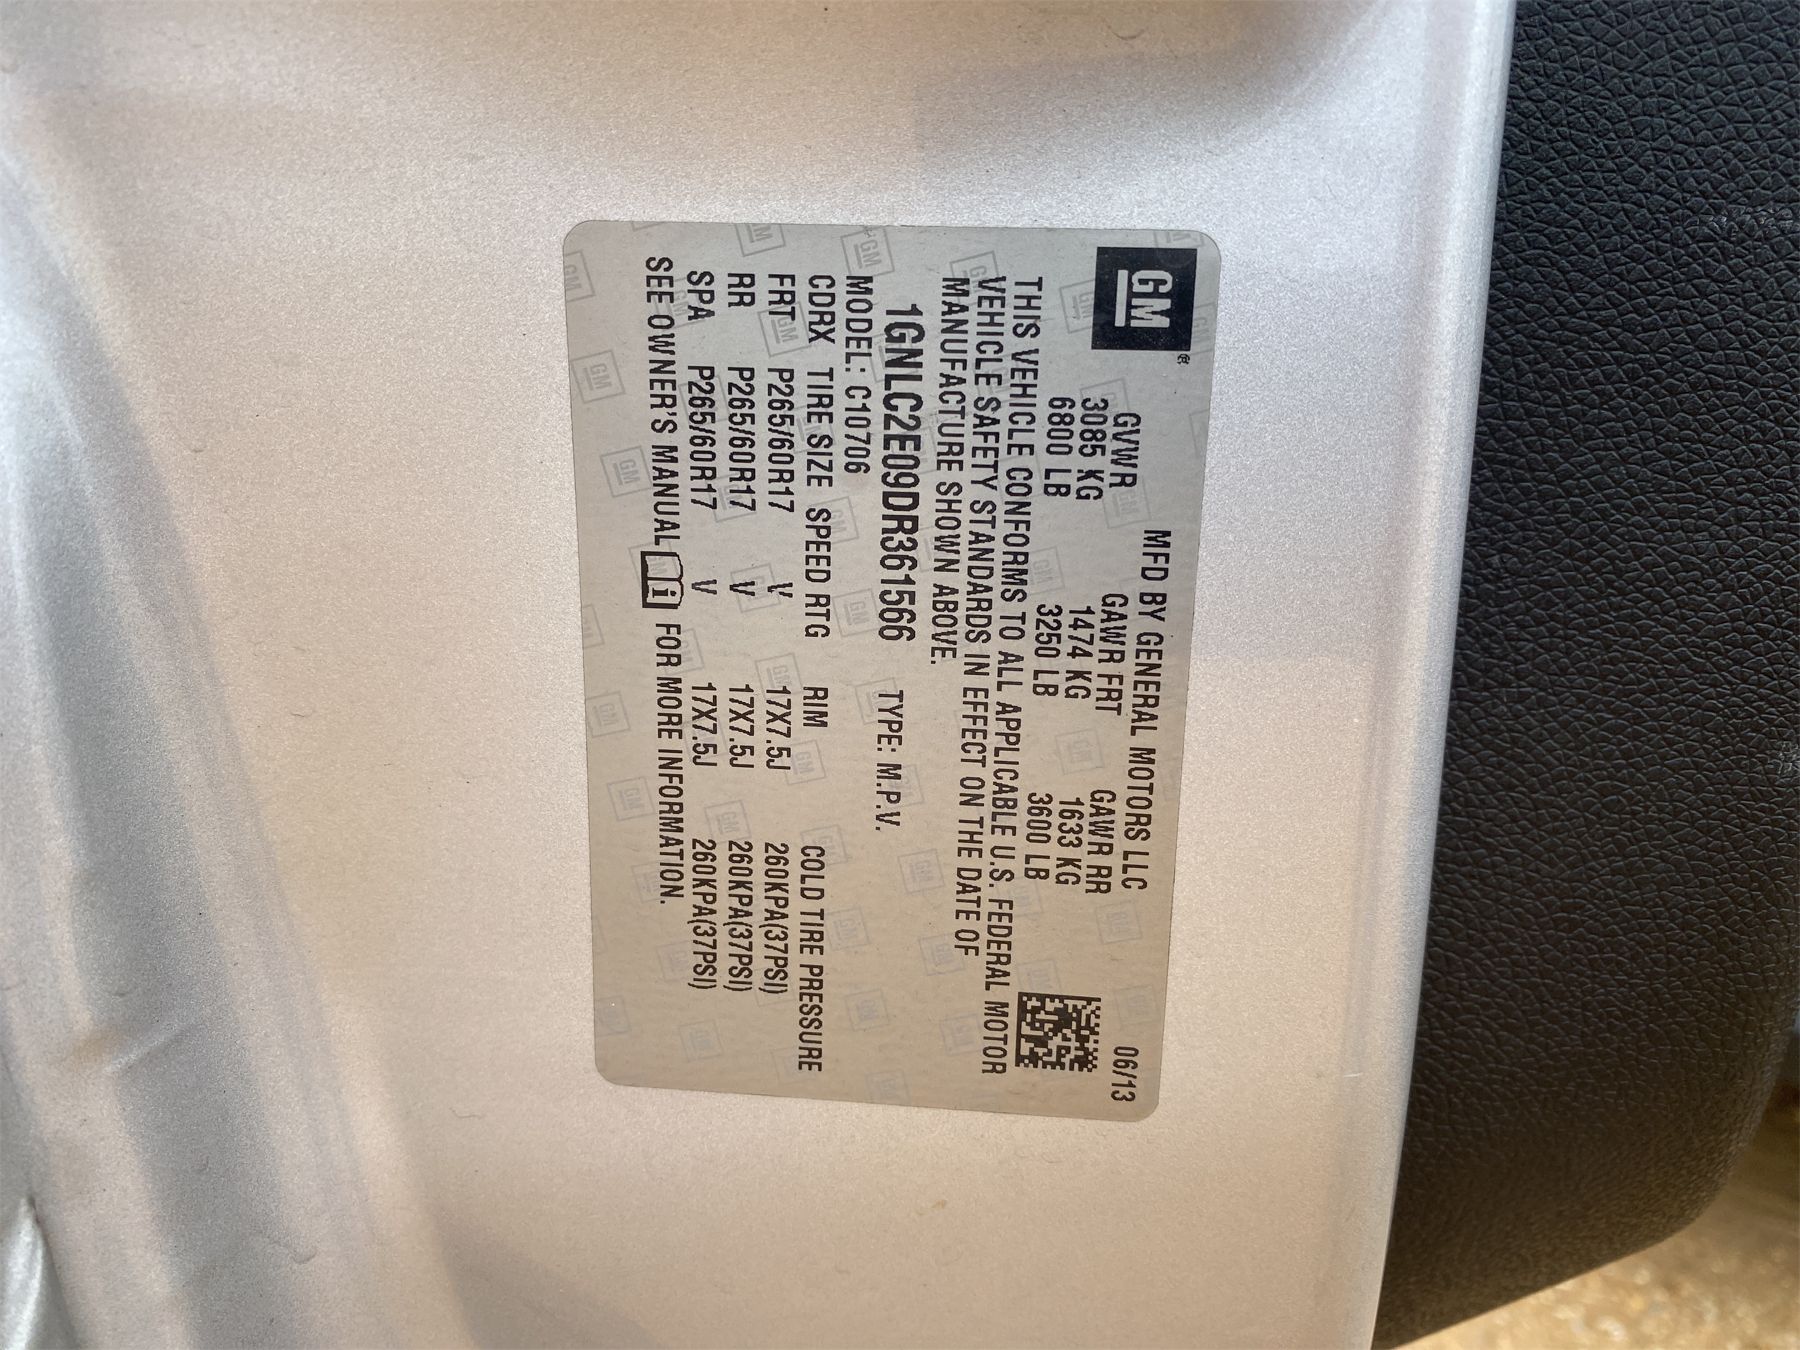 GM®
MFD BY GENERAL MOTORS LLC 06/13
GVWR GAWR FRT GAWR RR
3085 KG 1474 KG 1633 KG
6800 LB 3250 LB 3600 LB
THIS VEHICLE CONFORMS TO ALL APPLICABLE U.S. FEDERAL MOTOR
VEHICLE SAFETY STANDARDS IN EFFECT ON THE DATE OF
MANUFACTURE SHOWN ABOVE.
1GNLC2E09DR361566 TYPE: M.P.V.
MODEL: C10706
CDRX TIRE SIZE SPEED RTG RIM COLD TIRE PRESSURE
FRT P265/60R17 V 17X7.5J 260KPA(37PSI)
RR P265/60R17 V 17X7.5J 260KPA(37PSI)
SPA P265/60R17 V 17X7.5J 260KPA(37PSI)
SEE OWNER'S MANUAL i FOR MORE INFORMATION.